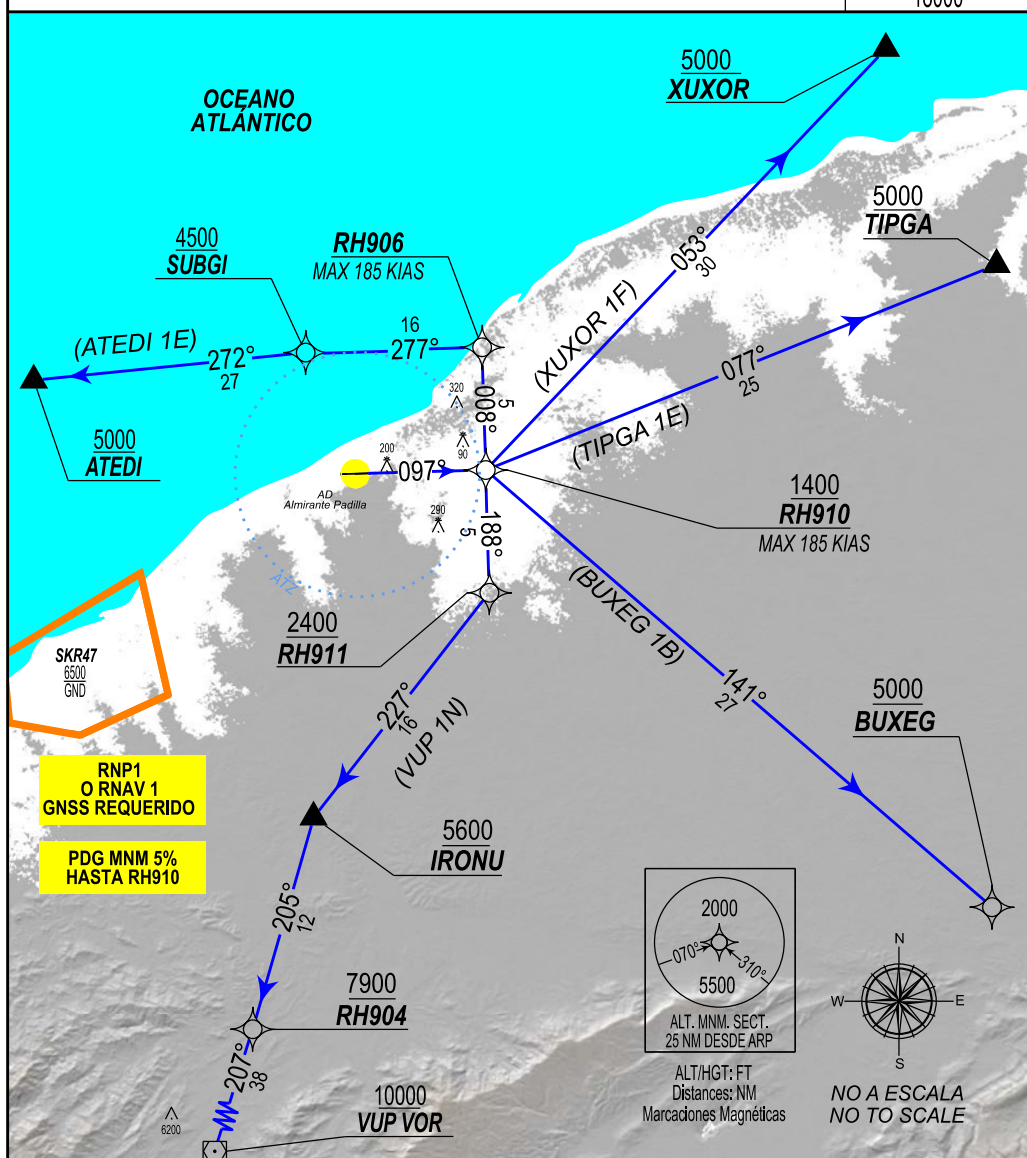 10000
OCEANO
ATLÁNTICO
5000
XUXOR
5000
TIPGA
4500
SUBGI
RH906
MAX 185 KIAS
(ATEDI 1E)
272°
27
16
277°
053°
30
(XUXOR 1F)
5000
ATEDI
320
008°
5
077°
25
(TIPGA 1E)
200
90
097°
AD
Almirante Padilla
290
188°
5
1400
RH910
MAX 185 KIAS
ATZ
(BUXEG 1B)
141°
27
2400
RH911
SKR47
6500
GND
227°
16
(VUP 1N)
5000
BUXEG
RNP1
O RNAV 1
GNSS REQUERIDO
PDG MNM 5%
HASTA RH910
5600
IRONU
205°
12
2000
070°
310°
5500
ALT. MNM. SECT.
25 NM DESDE ARP
N
W
E
S
7900
RH904
207°
38
ALT/HGT: FT
Distances: NM
Marcaciones Magnéticas
NO A ESCALA
NO TO SCALE
6200
10000
VUP VOR